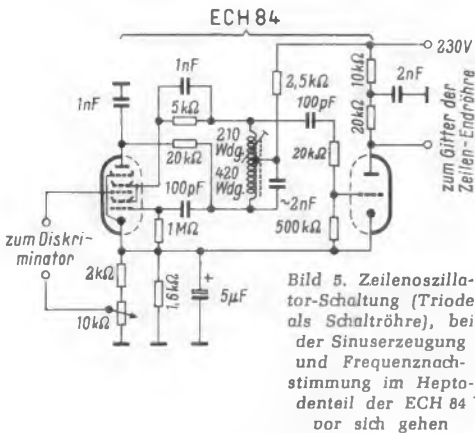 ECH 84
230V
1nF
1nF
5kΩ
20kΩ
100pF
1MΩ
210
Wdg.
420
Wdg.
2,5kΩ
100pF
~2nF
20kΩ
500kΩ
10kΩ
2nF
20kΩ
zum Gitter der
Zeilen-Endröhre
zum Diskri-
minator
2kΩ
10kΩ
1,6kΩ
+
5µF
Bild 5. Zeilenoszilla-
tor-Schaltung (Triode
als Schaltröhre), bei
der Sinuserzeugung
und Frequenznach-
stimmung im Hepto-
denteil der ECH 84
vor sich gehen